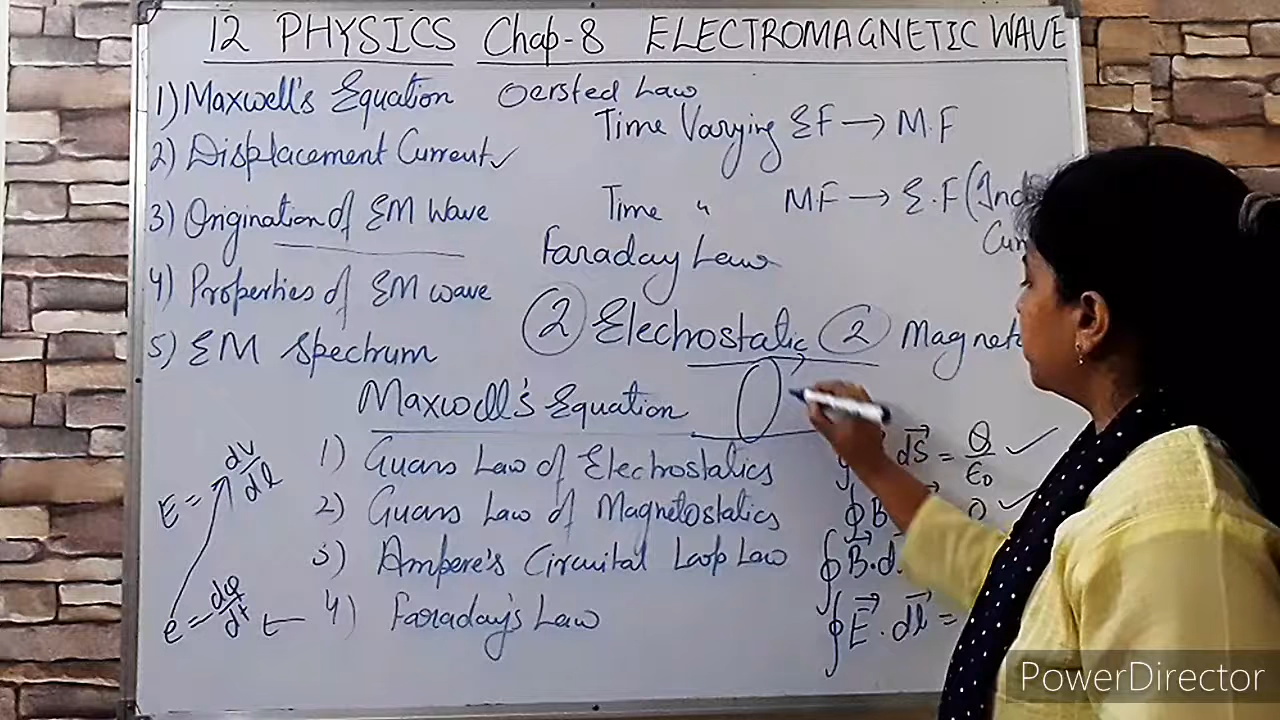 12 PHYSICS Chap-8 ELECTROMAGNETIC WAVE
1) Maxwell's Equation Oersted Law
Time Varying EF → M.F
2) Displacement Current ✓
Time " MF → E.F (Ind
3) Origination of EM Wave
Faraday Law
4) Properties of EM wave
② Electrostatic ② Magnet
5) EM Spectrum
Maxwell's Equation
1) Guass Law of Electrostatics dS = Q/ε₀ ✓
E = dV/dl
2) Guass Law of Magnetostatics ∮B 0 ✓
3) Ampere's Circuital Loop Law ∮B.d
e = dφ/dt ← 4) Faraday's Law ∮E.dl =
PowerDirector